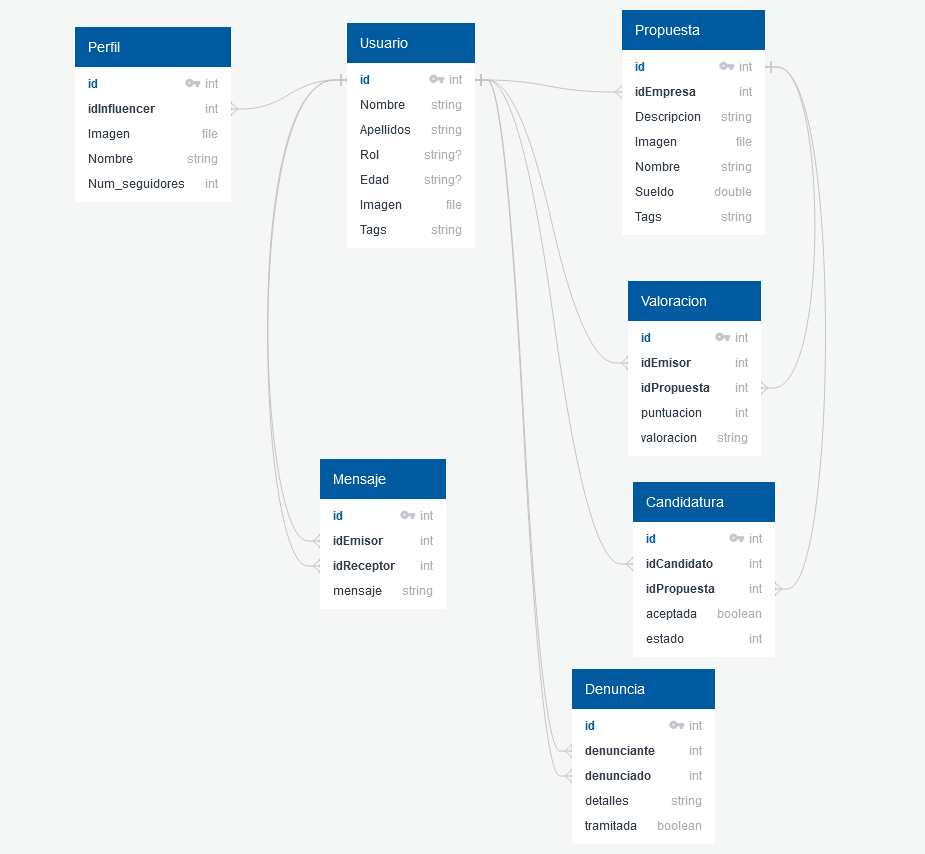 Perfil
id int
idInfluencer int
Imagen file
Nombre string
Num_seguidores int
Usuario
id int
Nombre string
Apellidos string
Rol string?
Edad string?
Imagen file
Tags string
Propuesta
id int
idEmpresa int
Descripcion string
Imagen file
Nombre string
Sueldo double
Tags string
Valoracion
id int
idEmisor int
idPropuesta int
puntuacion int
valoracion string
Mensaje
id int
idEmisor int
idReceptor int
mensaje string
Candidatura
id int
idCandidato int
idPropuesta int
aceptada boolean
estado int
Denuncia
id int
denunciante int
denunciado int
detalles string
tramitada boolean